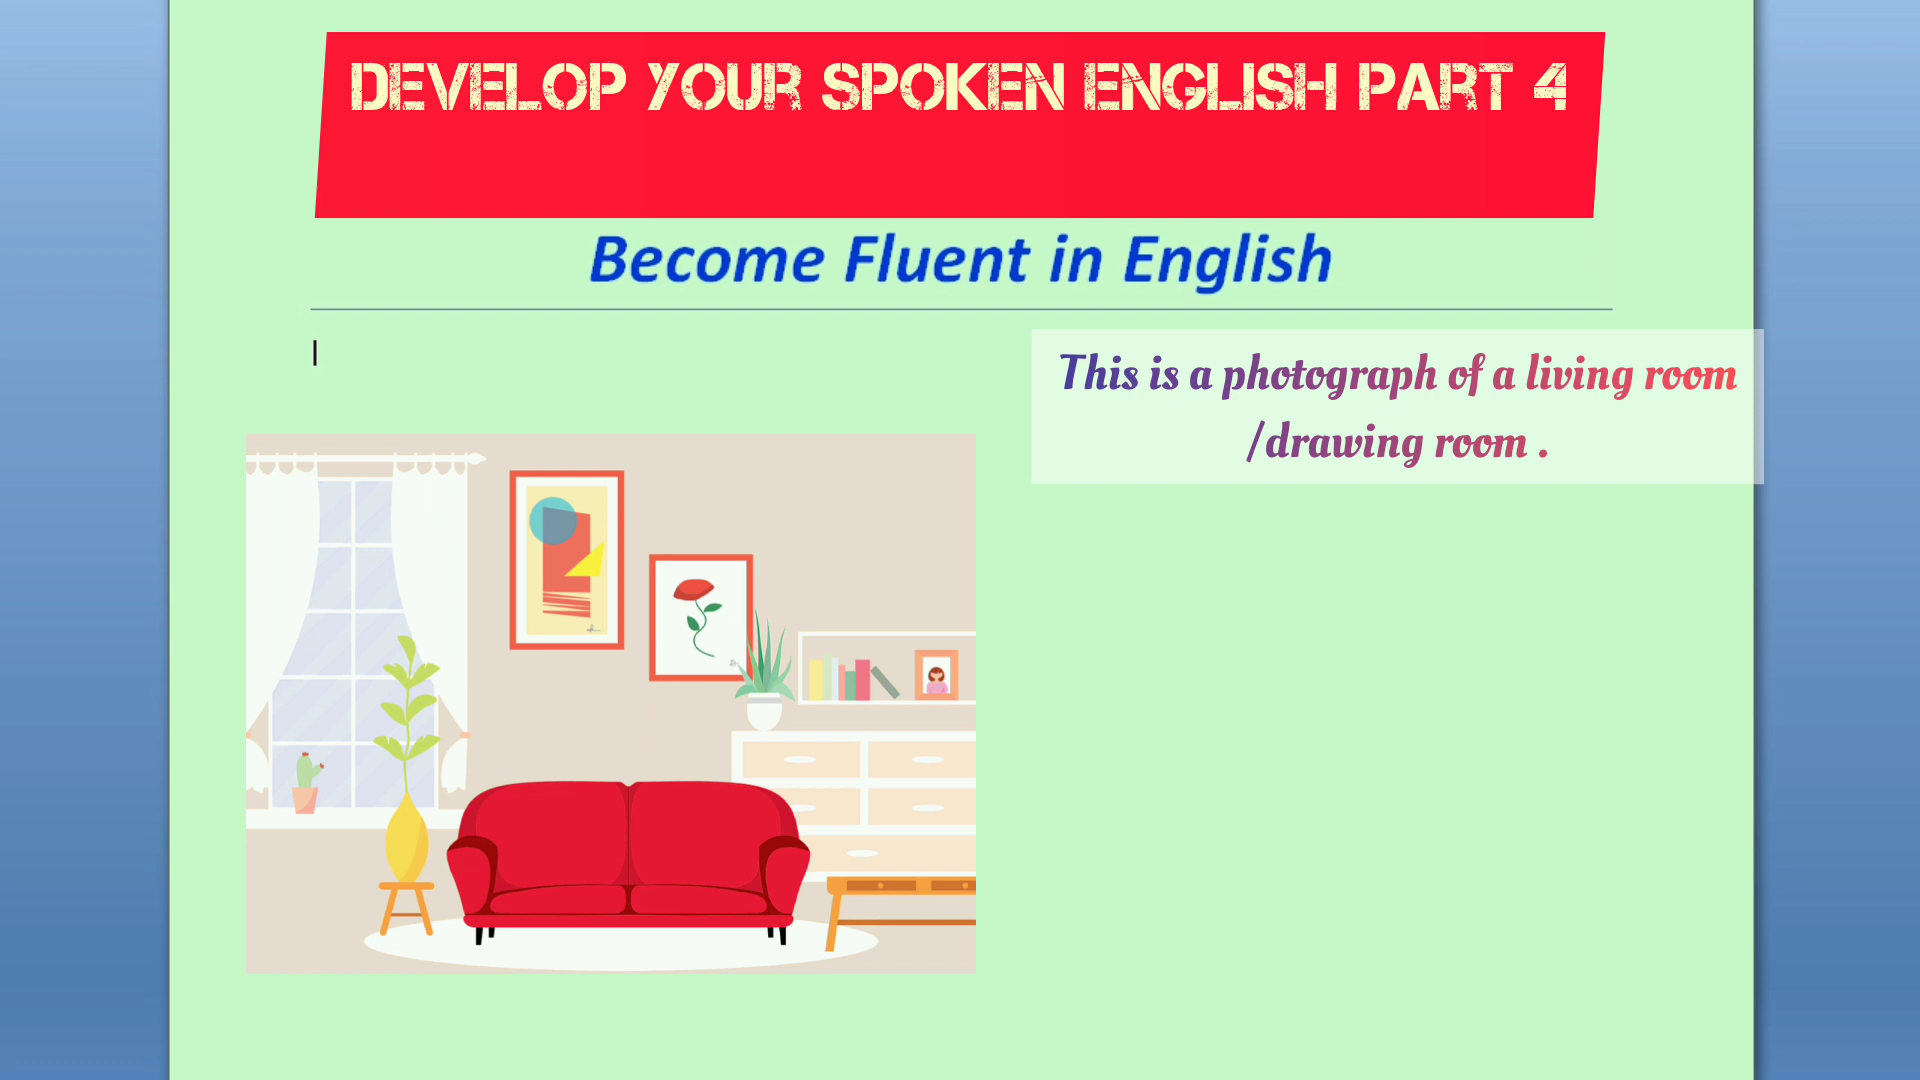 DEVELOP YOUR SPOKEN ENGLISH PART 4
Become Fluent in English
This is a photograph of a living room
/drawing room .